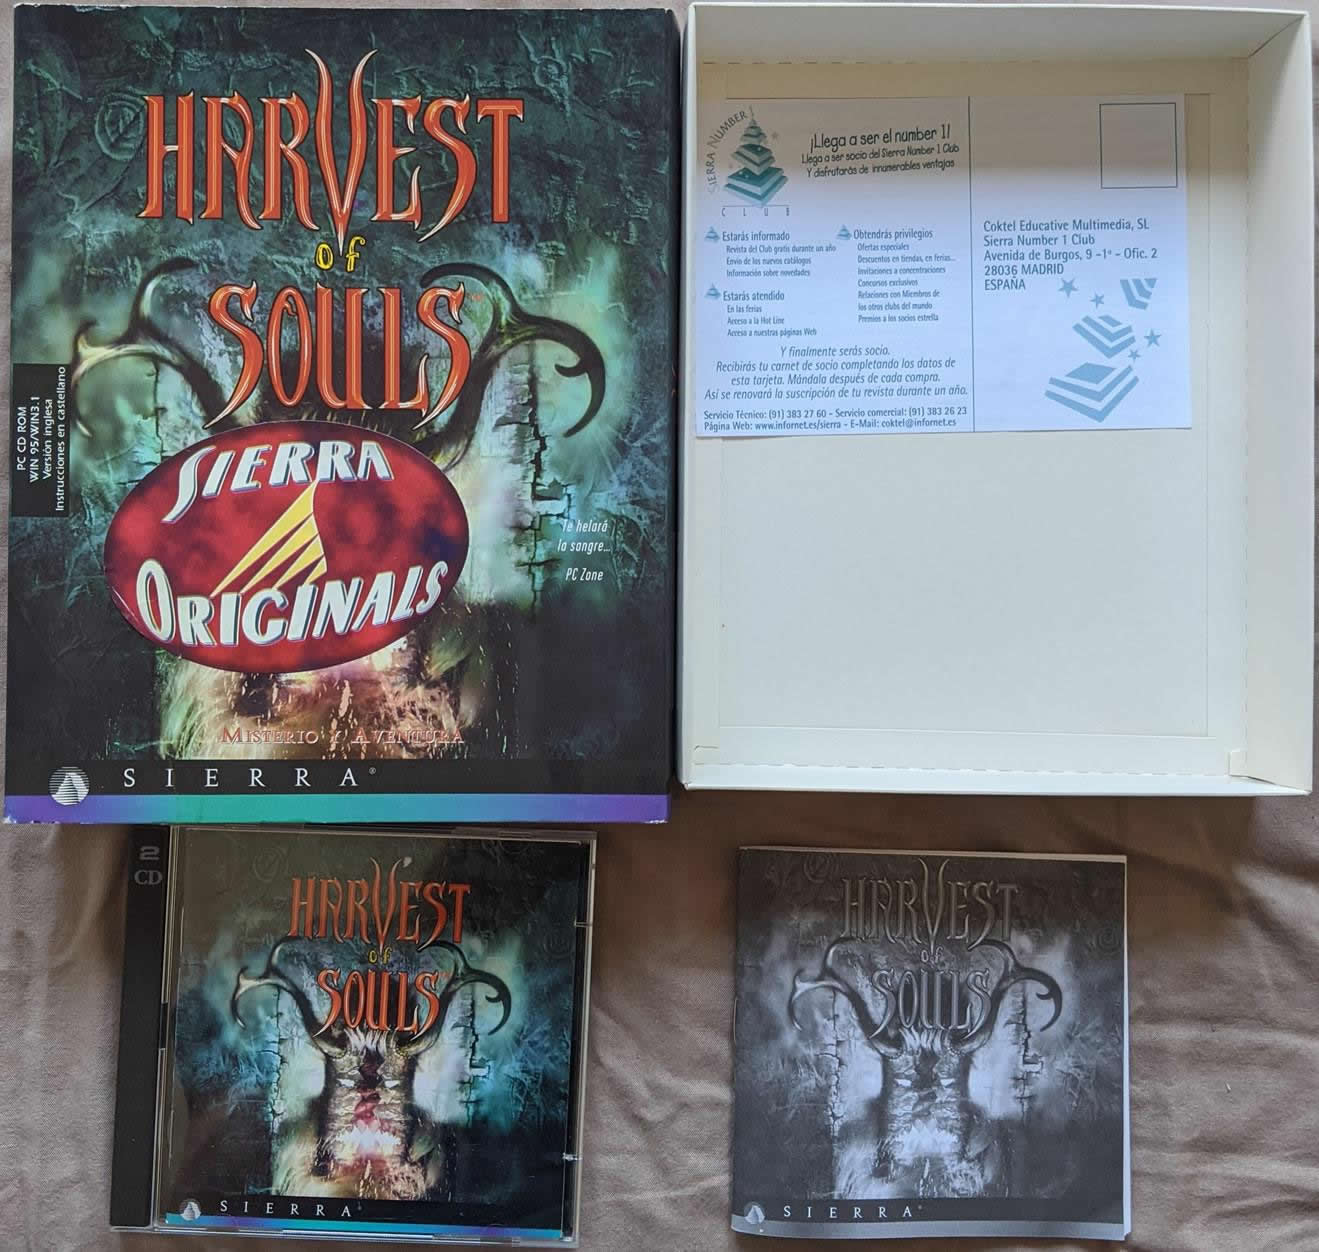 HARVEST
of
SOULS™
PC CD ROM
WIN 95/WIN3.1
Versión inglesa
Instrucciones en castellano
SIERRA
ORIGINALS
Te helará
la sangre...
PC Zone
MISTERIO Y AVENTURA
SIERRA®
SIERRA NUMBER
CLUB
¡Llega a ser el número 1!
Llega a ser socio del Sierra Number 1 Club
Y disfrutarás de innumerables ventajas
Estarás informado
Revista del Club gratis durante un año
Envío de los nuevos catálogos
Información sobre novedades
Estarás atendido
En las ferias
Acceso a la Hot Line
Acceso a nuestras páginas Web
Obtendrás privilegios
Ofertas especiales
Descuentos en tiendas, en ferias...
Invitaciones a concentraciones
Concursos exclusivos
Relaciones con Miembros de
los otros clubs del mundo
Premios a los socios estrella
Y finalmente serás socio.
Recibirás tu carnet de socio completando los datos de
esta tarjeta. Mándala después de cada compra.
Así se renovará la suscripción de tu revista durante un año.
Servicio Técnico: (91) 383 27 60 - Servicio comercial: (91) 383 26 23
Página Web: www.infornet.es/sierra - E-Mail: coktel@infornet.es
Coktel Educative Multimedia, SL
Sierra Number 1 Club
Avenida de Burgos, 9 -1º - Ofic. 2
28036 MADRID
ESPAÑA
2
CD
HARVEST
of
SOULS™
SIERRA
HARVEST
of
SOULS
SIERRA®